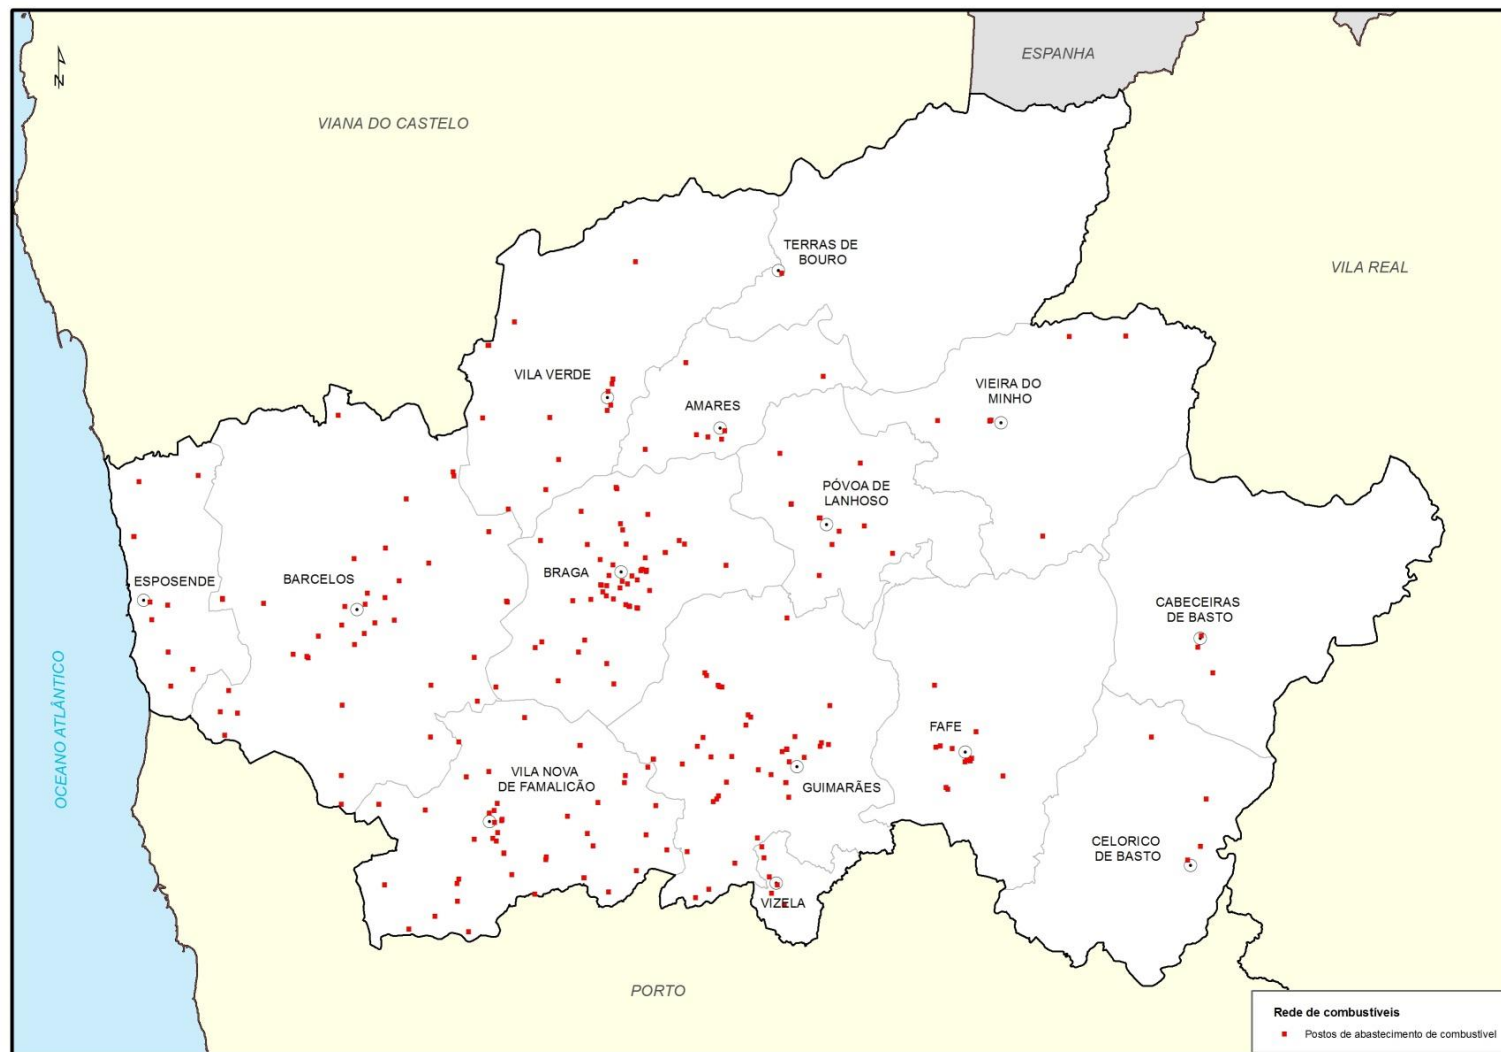 ESPANHA
VIANA DO CASTELO
TERRAS DE
BOURO
VILA REAL
VILA VERDE
VIEIRA DO
MINHO
AMARES
PÓVOA DE
LANHOSO
ESPOSENDE
BARCELOS
BRAGA
CABECEIRAS
DE BASTO
OCEANO ATLÂNTICO
FAFE
VILA NOVA
DE FAMALICÃO
GUIMARÃES
CELORICO
DE BASTO
VIZELA
PORTO
Rede de combustíveis
Postos de abastecimento de combustível
N